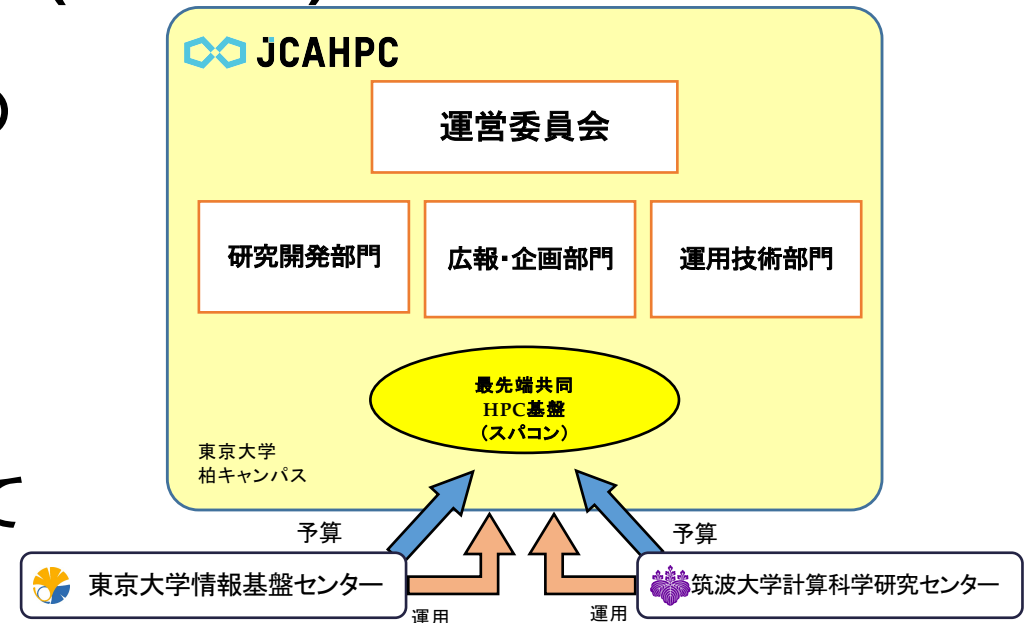 JCAHPC
の
運営委員会
研究開発部門
広報・企画部門
運用技術部門
最先端共同
HPC基盤
（スパコン）
東京大学
柏キャンパス
て
予算
予算
東京大学情報基盤センター
筑波大学計算科学研究センター
運用
運用